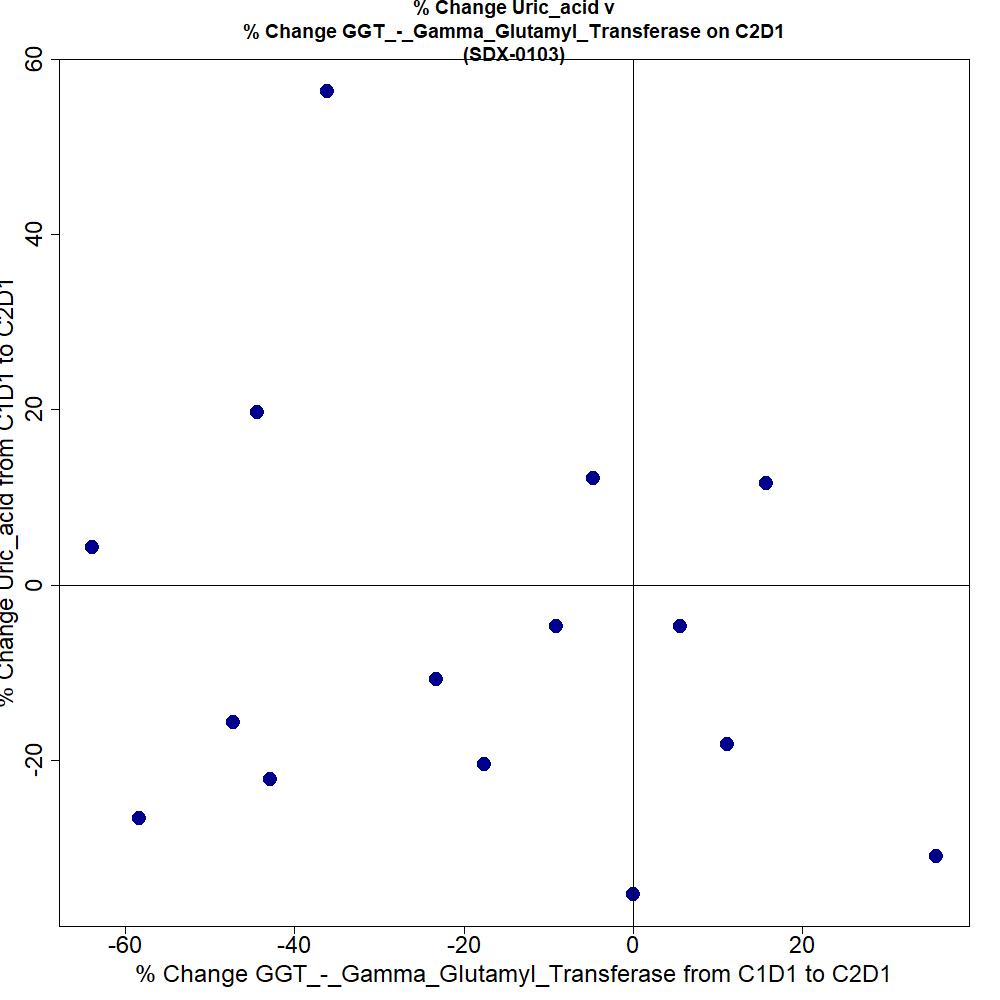 % Change Uric_acid v
% Change GGT_-_Gamma_Glutamyl_Transferase on C2D1
(SDX-0103)
% Change Uric_acid from C1D1 to C2D1
60
40
20
0
-20
-60
-40
-20
0
20
% Change GGT_-_Gamma_Glutamyl_Transferase from C1D1 to C2D1